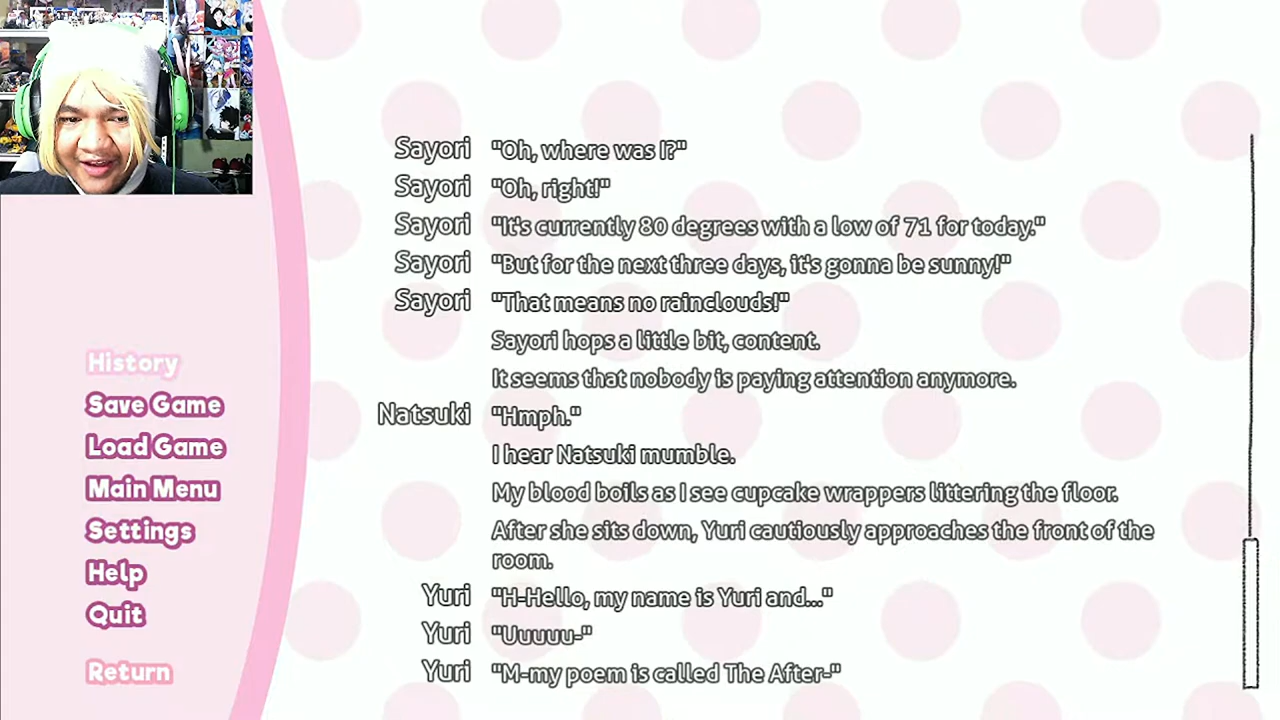 Sayori "Oh, where was I?"
Sayori "Oh, right!"
Sayori "It's currently 80 degrees with a low of 71 for today."
Sayori "But for the next three days, it's gonna be sunny!"
Sayori "That means no rainclouds!"
Sayori hops a little bit, content.
It seems that nobody is paying attention anymore.
Natsuki "Hmph."
I hear Natsuki mumble.
My blood boils as I see cupcake wrappers littering the floor.
After she sits down, Yuri cautiously approaches the front of the
room.
Yuri "H-Hello, my name is Yuri and..."
Yuri "Uuuuu-"
Yuri "M-my poem is called The After-"
History
Save Game
Load Game
Main Menu
Settings
Help
Quit
Return